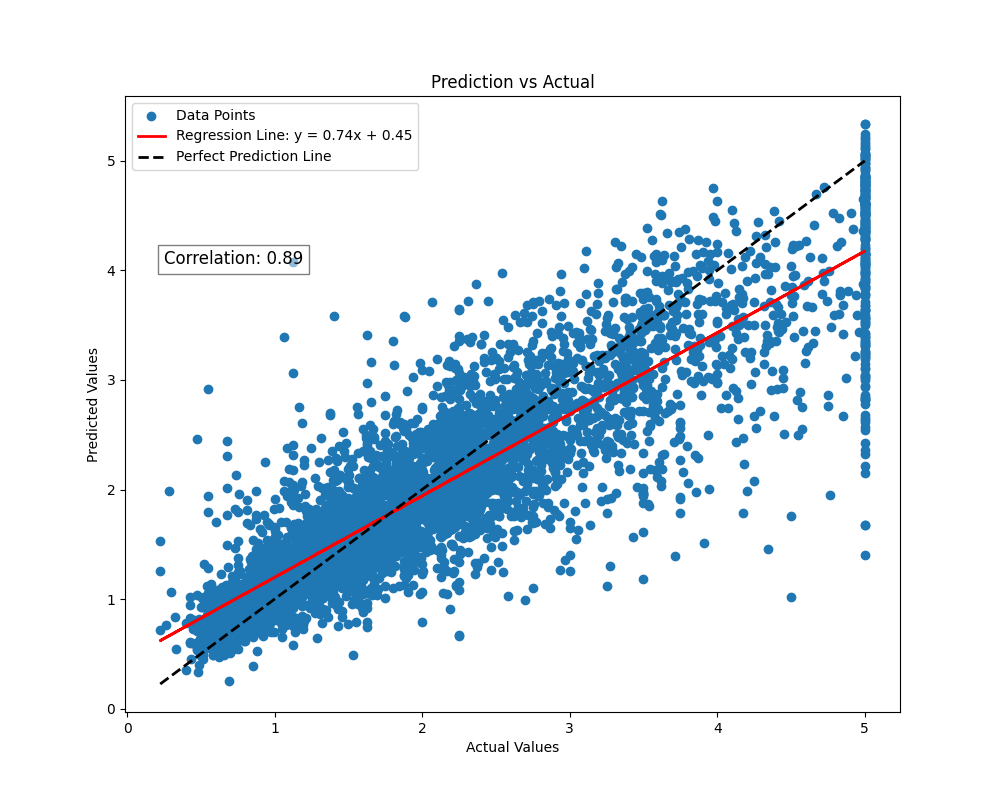 Prediction vs Actual
Data Points
Regression Line: y = 0.74x + 0.45
Perfect Prediction Line
Correlation: 0.89
Predicted Values
5
4
3
2
1
0
0 1 2 3 4 5
Actual Values